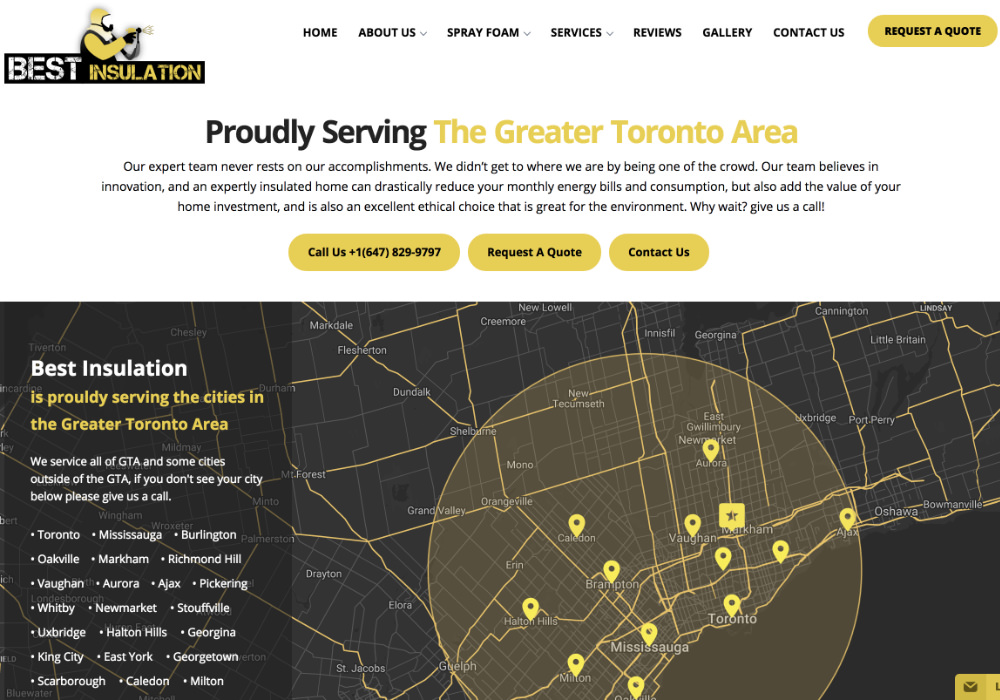 BEST INSULATION
HOME ABOUT US SPRAY FOAM SERVICES REVIEWS GALLERY CONTACT US REQUEST A QUOTE
Proudly Serving The Greater Toronto Area
Our expert team never rests on our accomplishments. We didn’t get to where we are by being one of the crowd. Our team believes in
innovation, and an expertly insulated home can drastically reduce your monthly energy bills and consumption, but also add the value of your
home investment, and is also an excellent ethical choice that is great for the environment. Why wait? give us a call!
Call Us +1(647) 829-9797 Request A Quote Contact Us
Best Insulation
is prouldy serving the cities in
the Greater Toronto Area
We service all of GTA and some cities
outside of the GTA, if you don't see your city
below please give us a call.
• Toronto • Mississauga • Burlington
• Oakville • Markham • Richmond Hill
• Vaughan • Aurora • Ajax • Pickering
• Whitby • Newmarket • Stouffville
• Uxbridge • Halton Hills • Georgina
• King City • East York • Georgetown
• Scarborough • Caledon • Milton
New Lowell
Cannington
LINDSAY
Markdale
Creemore
Chesley
Innisfil
Georgina
Little Britain
Tiverton
Flesherton
Durham
Dundalk
New
Tecumseth
East
Gwillimbury
Uxbridge
Port Perry
Shelburne
Newmarket
Mildmay
Aurora
Mono
Mt Forest
Minto
Orangeville
Grand Valley
Bowmanville
Oshawa
Wingham
Wroxeter
Palmerston
Caledon
Vaughan
Markham
Ajax
Erin
Drayton
Brampton
Londesborough
Elora
Halton Hills
Toronto
Mississauga
Guelph
St. Jacobs
Milton
Oakville
Bluewater
Mitchell